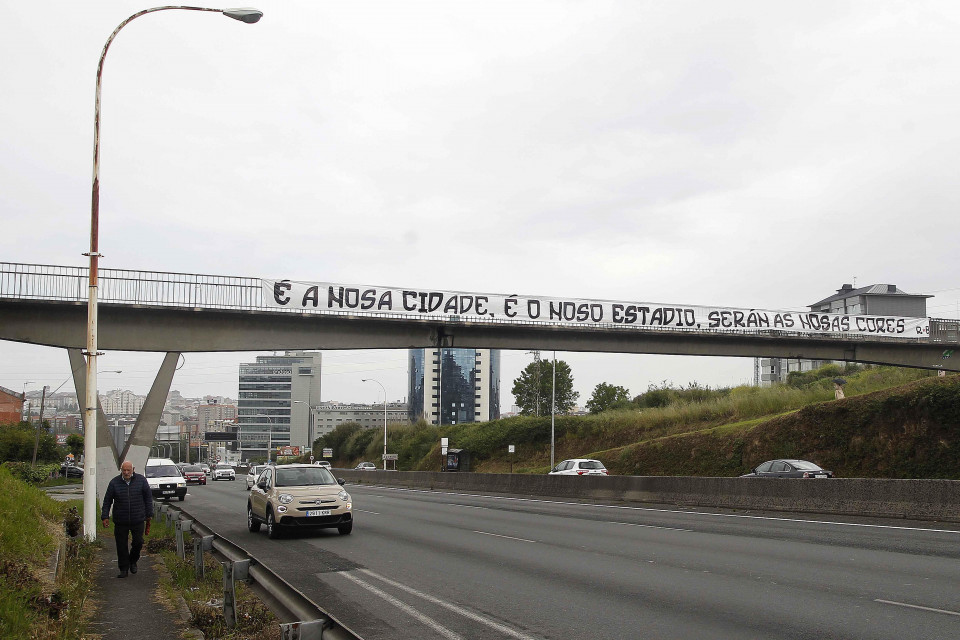 É A NOSA CIDADE, É O NOSO ESTADIO, SERÁN AS NOSAS CORES